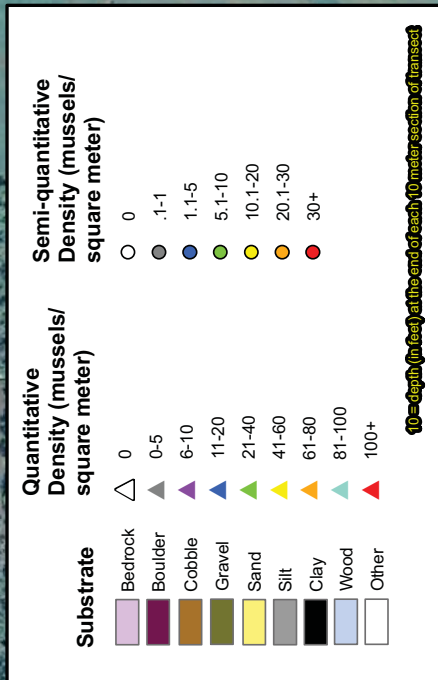 Substrate
Bedrock
Boulder
Cobble
Gravel
Sand
Silt
Clay
Wood
Other
Quantitative
Density (mussels/
square meter)
0
0-5
6-10
11-20
21-40
41-60
61-80
81-100
100+
Semi-quantitative
Density (mussels/
square meter)
0
.1-1
1.1-5
5.1-10
10.1-20
20.1-30
30+
10 = depth (in feet) at the end of each 10 meter section of transect